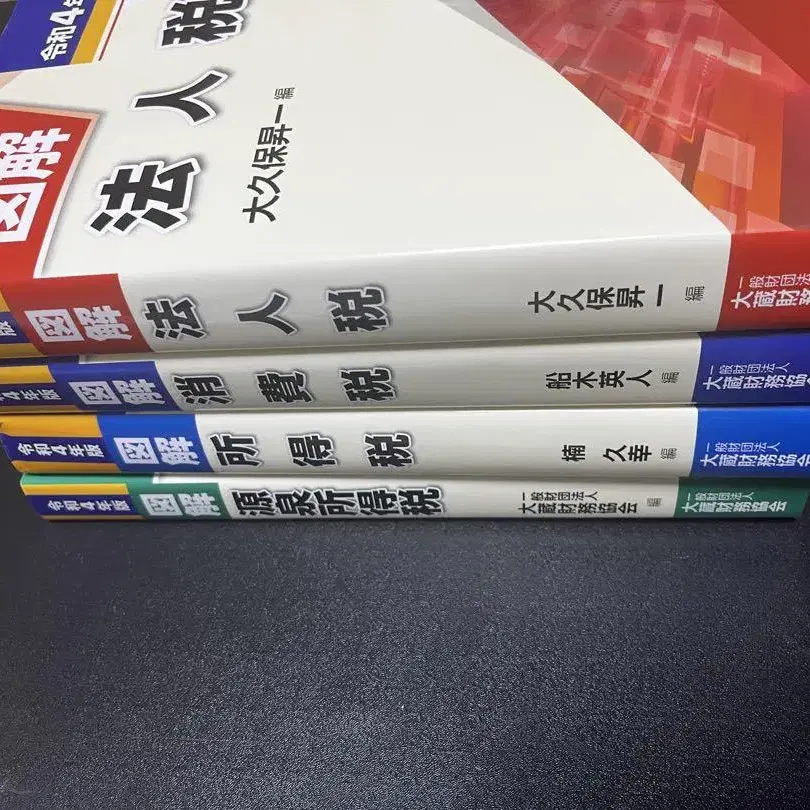 令和4年
図解
法人税
大久保昇一 編
版 図解 法人税 大久保昇一 編 一般財団法人 大蔵財務
4年版 図解 消費税 船木英人 編 一般財団法人 大蔵財務協
令和4年版 図解 所得税 楠 久幸 編 一般財団法人 大蔵財務協会
令和4年版 図解 源泉所得税 一般財団法人 大蔵財務協会 編 一般財団法人 大蔵財務協会